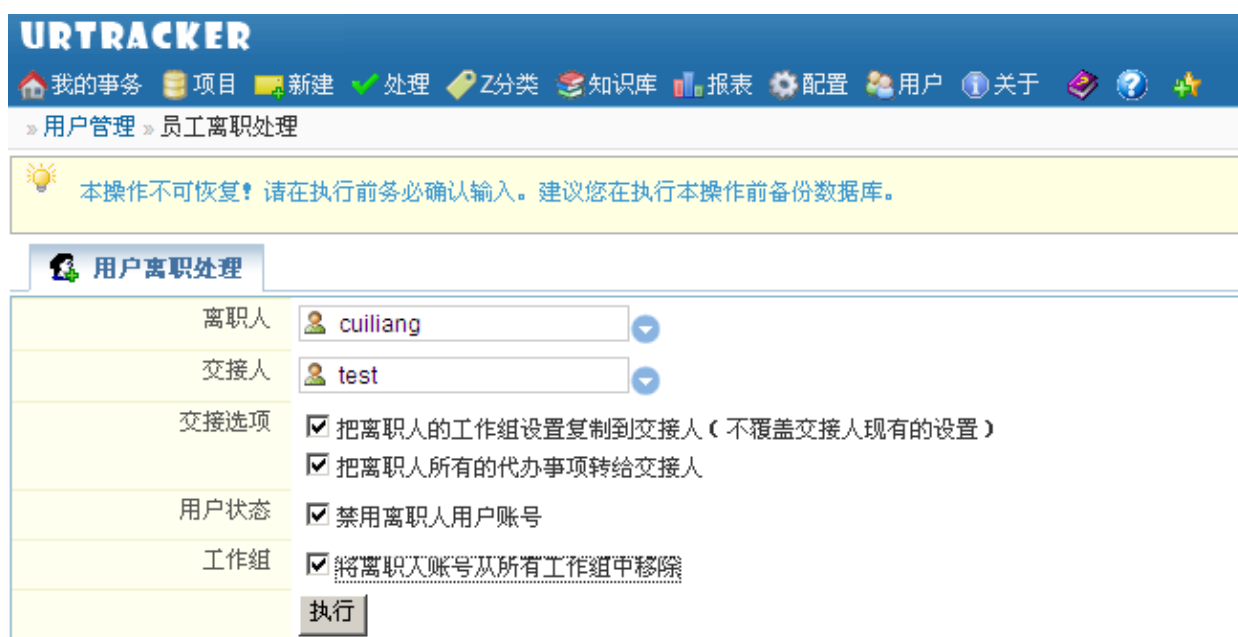 URTRACKER
我的事务 项目 新建 处理 Z分类 知识库 报表 配置 用户 关于
» 用户管理 » 员工离职处理
本操作不可恢复！请在执行前务必确认输入。建议您在执行本操作前备份数据库。
用户离职处理
离职人 cuiliang
交接人 test
交接选项 把离职人的工作组设置复制到交接人（不覆盖交接人现有的设置）
把离职人所有的代办事项转给交接人
用户状态 禁用离职人用户账号
工作组 将离职人账号从所有工作组中移除
执行